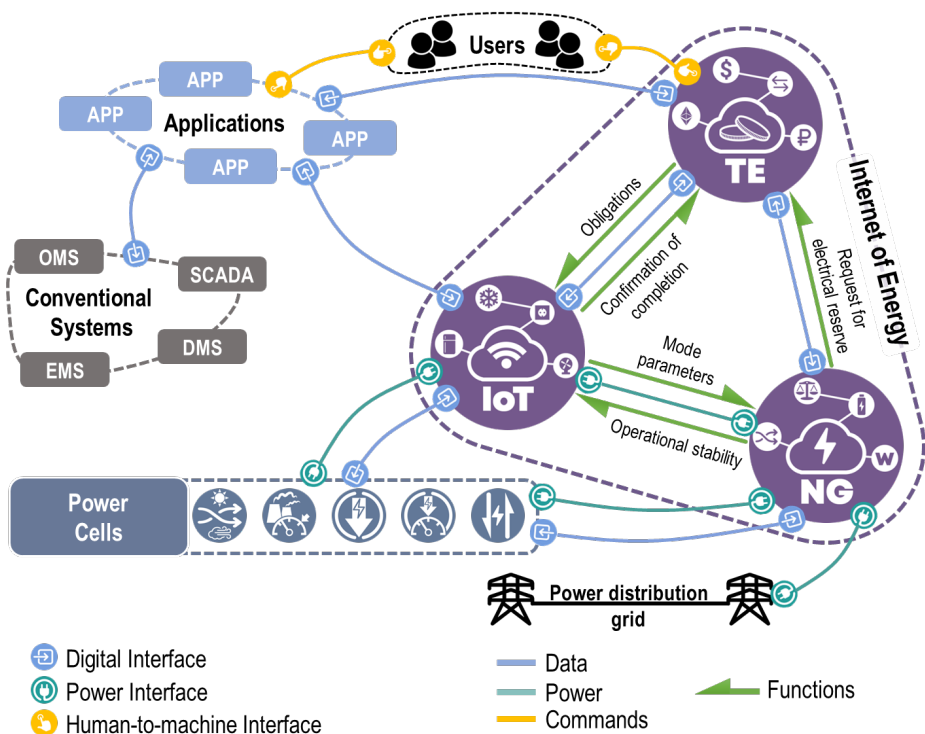 Users
APP
APP
Applications
APP
APP
$
₽
TE
Internet of Energy
Obligations
Confirmation of
completion
Request for
electrical reserve
OMS
SCADA
Conventional
Systems
DMS
EMS
IoT
Mode
parameters
Operational stability
W
NG
Power
Cells
Power distribution
grid
Digital Interface
Power Interface
Human-to-machine Interface
Data
Power
Commands
Functions